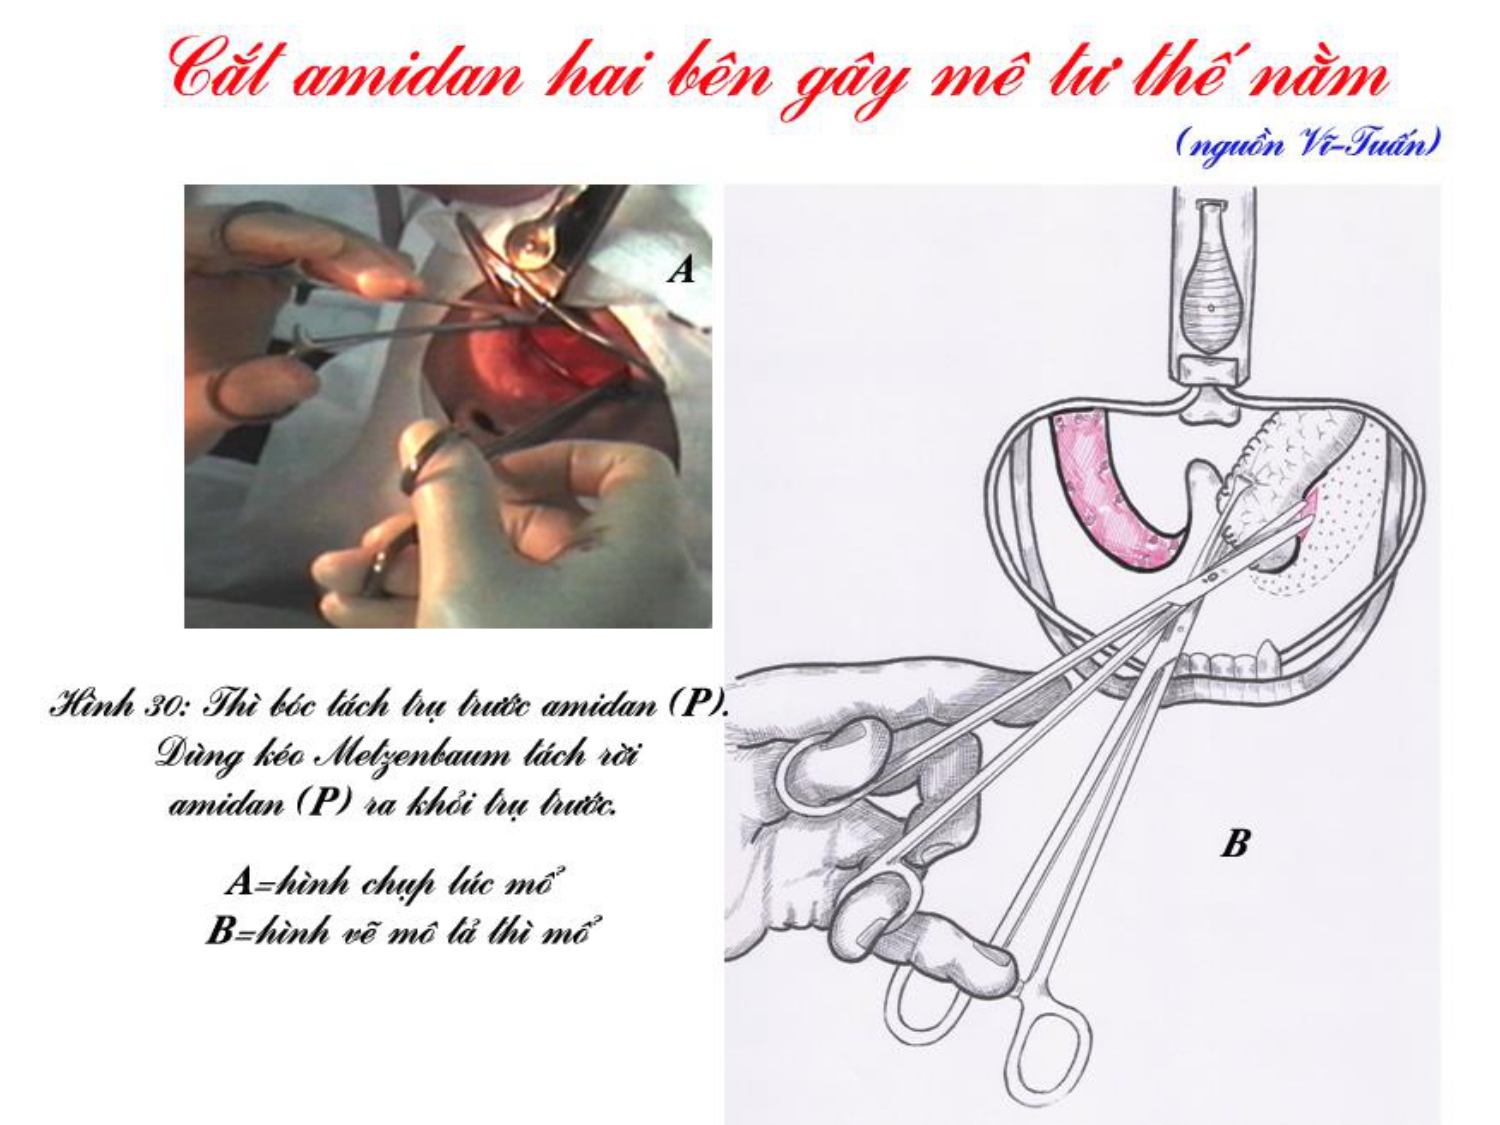 Cắt amidan hai bên gây mê tư thế nằm
(nguồn Vĩ-Tuấn)
A
Hình 30: Thì bóc tách trụ trước amidan (P).
Dùng kéo Metzenbaum tách rời
amidan (P) ra khỏi trụ trước.
A=hình chụp lúc mổ
B=hình vẽ mô tả thì mổ
B